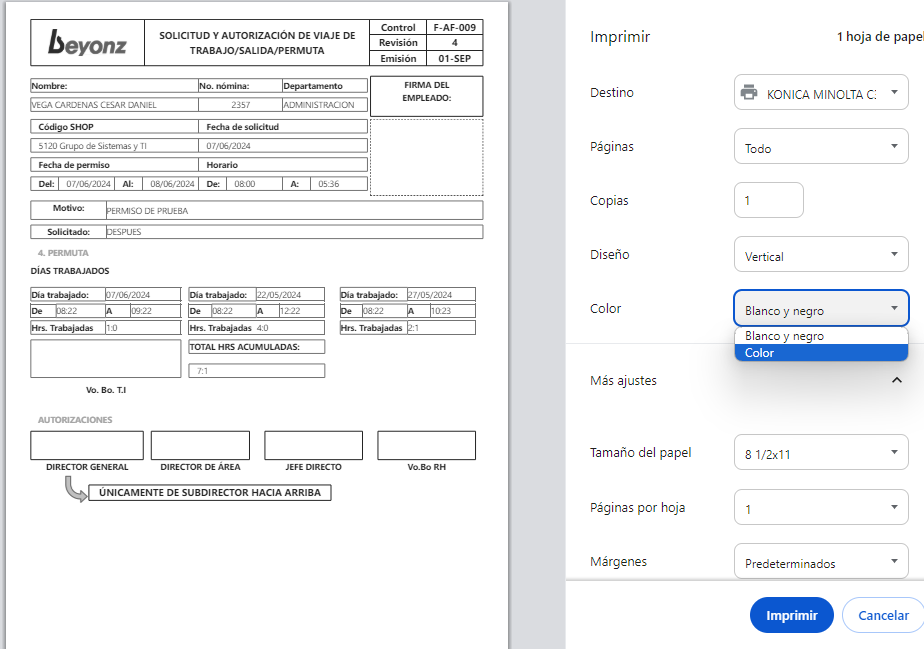 beyonz
SOLICITUD Y AUTORIZACIÓN DE VIAJE DE
TRABAJO/SALIDA/PERMUTA
Control F-AF-009
Revisión 4
Emisión 01-SEP
Nombre: No. nómina: Departamento
VEGA CARDENAS CESAR DANIEL 2357 ADMINISTRACION
FIRMA DEL
EMPLEADO:
Código SHOP Fecha de solicitud
5120 Grupo de Sistemas y TI 07/06/2024
Fecha de permiso Horario
Del: 07/06/2024 Al: 08/06/2024 De: 08:00 A: 05:36
Motivo: PERMISO DE PRUEBA
Solicitado: DESPUES
4. PERMUTA
DÍAS TRABAJADOS
Día trabajado: 07/06/2024 Día trabajado: 22/05/2024 Día trabajado: 27/05/2024
De 08:22 A 09:22 De 08:22 A 12:22 De 08:22 A 10:23
Hrs. Trabajadas 1:0 Hrs. Trabajadas 4:0 Hrs. Trabajadas 2:1
TOTAL HRS ACUMULADAS:
7:1
Vo. Bo. T.I
AUTORIZACIONES
DIRECTOR GENERAL DIRECTOR DE ÁREA JEFE DIRECTO Vo.Bo RH
ÚNICAMENTE DE SUBDIRECTOR HACIA ARRIBA
Imprimir 1 hoja de papel
Destino KONICA MINOLTA C
Páginas Todo
Copias 1
Diseño Vertical
Color Blanco y negro
Blanco y negro
Color
Más ajustes
Tamaño del papel 8 1/2x11
Páginas por hoja 1
Márgenes Predeterminados
Imprimir Cancelar